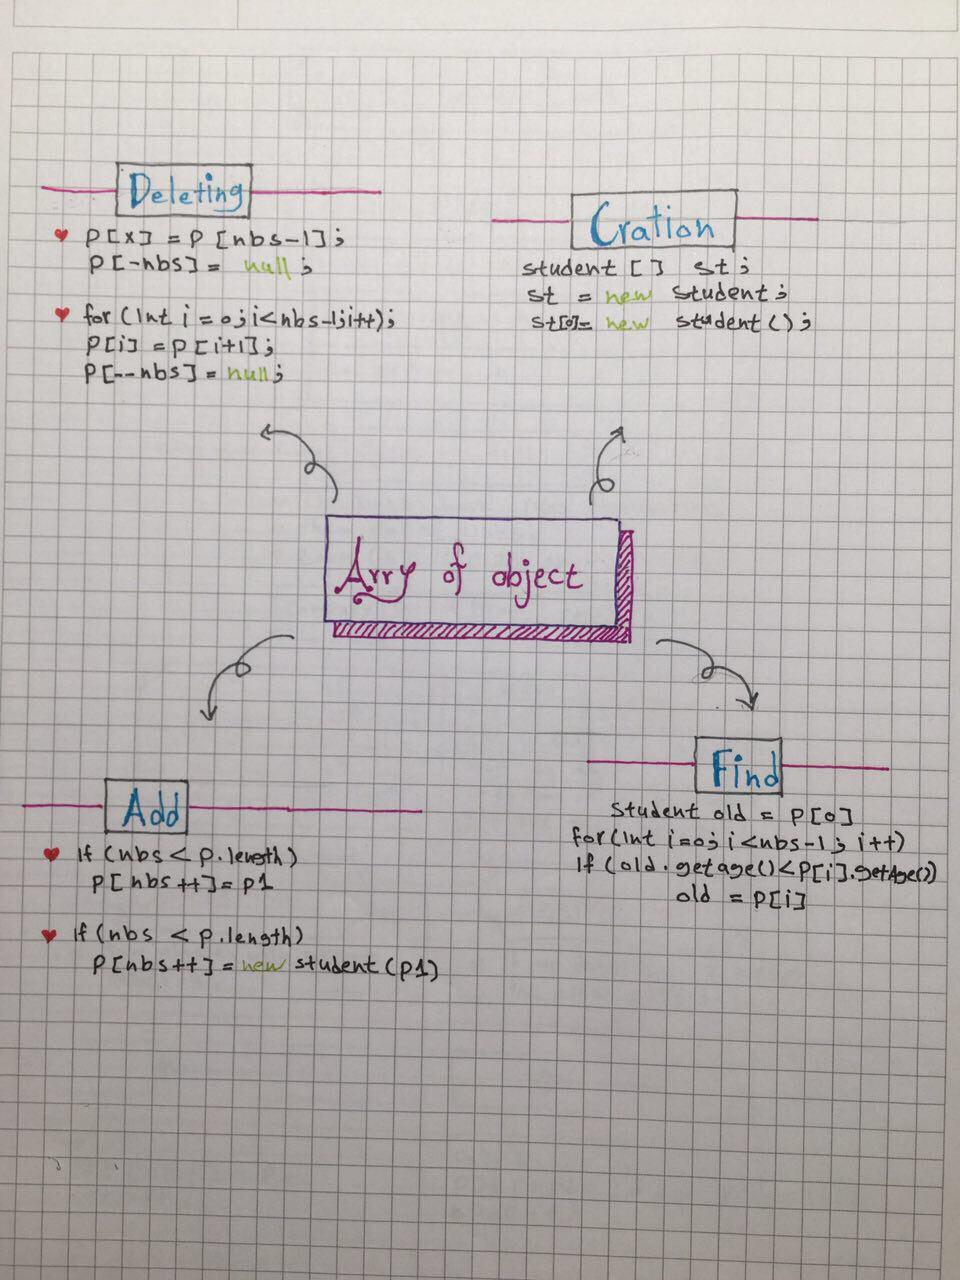 Deleting
P[x] = P[nbs-1];
P[-nbs] = null;
for (Int i = 0; i<nbs-1; i++);
P[i] = P[i+1];
P[--nbs] = null;
Cration
student [] st;
st = new student;
st[0]= new student();
Arry of object
Add
If (nbs < p.length)
P[nbs++] = p1
If (nbs < p.length)
P[nbs++] = new student (p1)
Find
Student old = P[0]
for(Int i=0; i<nbs-1; i++)
If (old.getage()<P[i].getAge())
old = P[i]